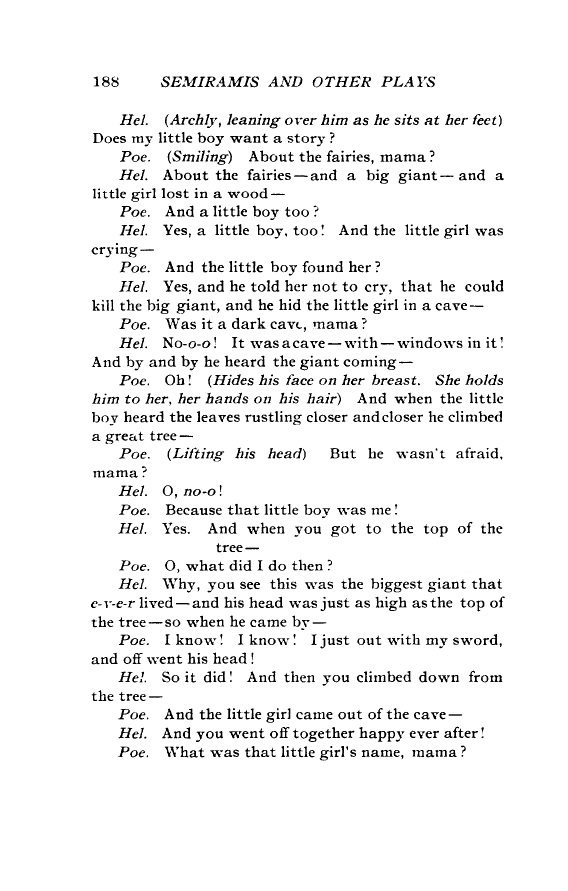 188 SEMIRAMIS AND OTHER PLAYS
Hel. (Archly, leaning over him as he sits at her feet)
Does my little boy want a story?
Poe. (Smiling) About the fairies, mama?
Hel. About the fairies—and a big giant—and a
little girl lost in a wood—
Poe. And a little boy too?
Hel. Yes, a little boy, too! And the little girl was
crying—
Poe. And the little boy found her?
Hel. Yes, and he told her not to cry, that he could
kill the big giant, and he hid the little girl in a cave—
Poe. Was it a dark cave, mama?
Hel. No-o-o! It was a cave—with—windows in it!
And by and by he heard the giant coming—
Poe. Oh! (Hides his face on her breast. She holds
him to her, her hands on his hair) And when the little
boy heard the leaves rustling closer and closer he climbed
a great tree—
Poe. (Lifting his head) But he wasn't afraid,
mama?
Hel. O, no-o!
Poe. Because that little boy was me!
Hel. Yes. And when you got to the top of the
tree—
Poe. O, what did I do then?
Hel. Why, you see this was the biggest giant that
e-v-e-r lived—and his head was just as high as the top of
the tree—so when he came by—
Poe. I know! I know! I just out with my sword,
and off went his head!
Hel. So it did! And then you climbed down from
the tree—
Poe. And the little girl came out of the cave—
Hel. And you went off together happy ever after!
Poe. What was that little girl's name, mama?